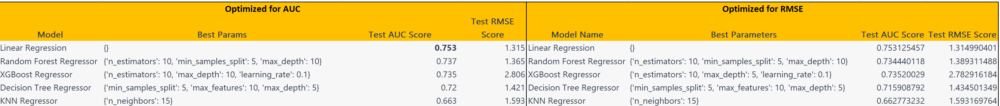 Optimized for AUC Optimized for RMSE
Model Best Params Test AUC Score Test RMSE Score Model Name Best Parameters Test AUC Score Test RMSE Score
Linear Regression {} 0.753 1.315 Linear Regression {} 0.753125457 1.314990401
Random Forest Regressor {'n_estimators': 10, 'min_samples_split': 5, 'max_depth': 10} 0.737 1.365 Random Forest Regressor {'n_estimators': 10, 'min_samples_split': 5, 'max_depth': 10} 0.734440118 1.389311488
XGBoost Regressor {'n_estimators': 10, 'max_depth': 10, 'learning_rate': 0.1} 0.735 2.806 XGBoost Regressor {'n_estimators': 10, 'max_depth': 5, 'learning_rate': 0.1} 0.73520029 2.782916184
Decision Tree Regressor {'min_samples_split': 5, 'max_features': 10, 'max_depth': 5} 0.72 1.421 Decision Tree Regressor {'min_samples_split': 5, 'max_features': 10, 'max_depth': 5} 0.715908792 1.434501349
KNN Regressor {'n_neighbors': 15} 0.663 1.593 KNN Regressor {'n_neighbors': 15} 0.662773232 1.593169764